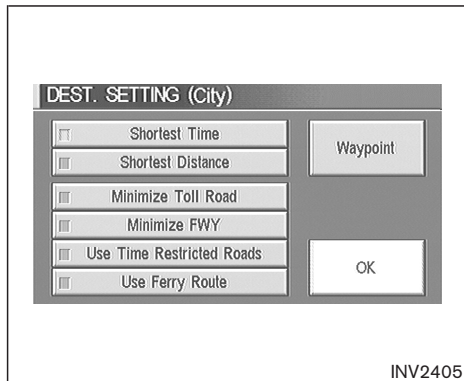 DEST. SETTING (City)
Shortest Time
Shortest Distance
Minimize Toll Road
Minimize FWY
Use Time Restricted Roads
Use Ferry Route
Waypoint
OK
INV2405